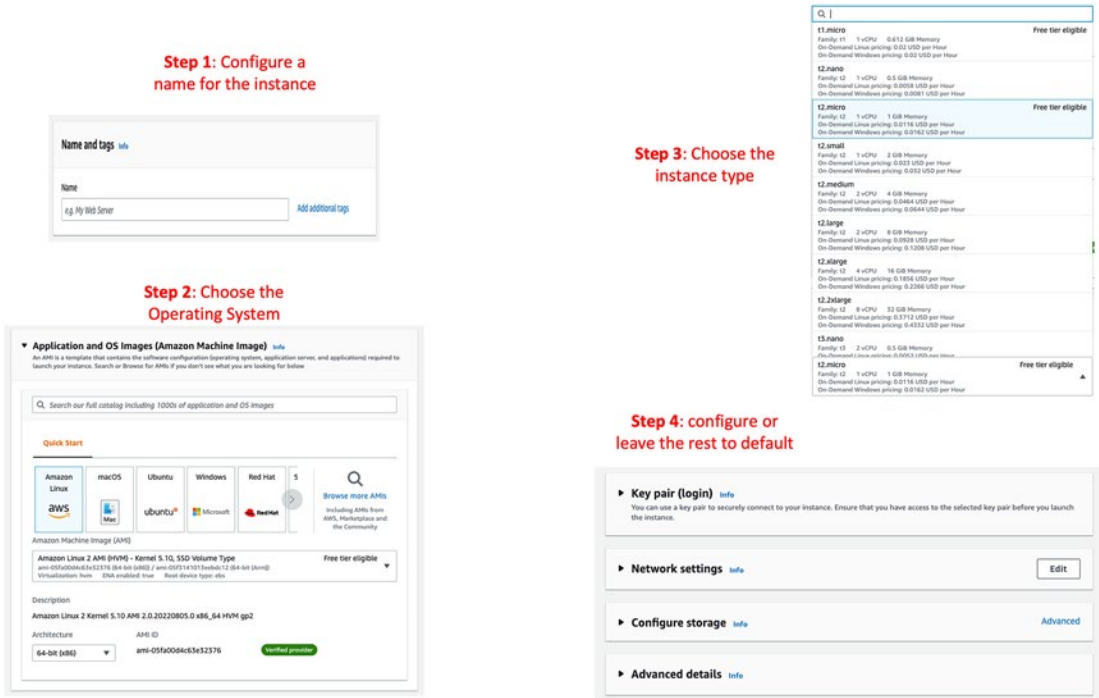 Step 1: Configure a
name for the instance
Name and tags Info
Name
e.g. My Web Server
Add additional tags
Step 2: Choose the
Operating System
Application and OS Images (Amazon Machine Image) Info
An AMI is a template that contains the software configuration (operating system, application server, and applications) required to
launch your instance. Search or Browse for AMIs if you don't see what you are looking for below
Search our full catalog including 1000s of application and OS images
Quick Start
Amazon
Linux
aws
macOS
Mac
Ubuntu
ubuntu
Windows
Microsoft
Red Hat
Red Hat
S
Browse more AMIs
Including AMIs from
AWS, Marketplace and
the Community
Amazon Machine Image (AMI)
Amazon Linux 2 AMI (HVM) - Kernel 5.10, SSD Volume Type
Free tier eligible
ami-05fa00d4c63e32376 (64-bit (x86)) / ami-05f3141013eebdc12 (64-bit (Arm))
Virtualization: hvm ENA enabled: true Root device type: ebs
Description
Amazon Linux 2 Kernel 5.10 AMI 2.0.20220805.0 x86_64 HVM gp2
Architecture
AMI ID
64-bit (x86)
ami-05fa00d4c63e32376
Verified provider
Step 3: Choose the
instance type
t1.micro
Free tier eligible
Family: t1 1 vCPU 0.612 GiB Memory
On-Demand Linux pricing: 0.02 USD per Hour
On-Demand Windows pricing: 0.02 USD per Hour
t2.nano
Family: t2 1 vCPU 0.5 GiB Memory
On-Demand Linux pricing: 0.0058 USD per Hour
On-Demand Windows pricing: 0.0081 USD per Hour
t2.micro
Free tier eligible
Family: t2 1 vCPU 1 GiB Memory
On-Demand Linux pricing: 0.0116 USD per Hour
On-Demand Windows pricing: 0.0162 USD per Hour
t2.small
Family: t2 1 vCPU 2 GiB Memory
On-Demand Linux pricing: 0.023 USD per Hour
On-Demand Windows pricing: 0.032 USD per Hour
t2.medium
Family: t2 2 vCPU 4 GiB Memory
On-Demand Linux pricing: 0.0464 USD per Hour
On-Demand Windows pricing: 0.0644 USD per Hour
t2.large
Family: t2 2 vCPU 8 GiB Memory
On-Demand Linux pricing: 0.0928 USD per Hour
On-Demand Windows pricing: 0.1208 USD per Hour
t2.xlarge
Family: t2 4 vCPU 16 GiB Memory
On-Demand Linux pricing: 0.1856 USD per Hour
On-Demand Windows pricing: 0.2266 USD per Hour
t2.2xlarge
Family: t2 8 vCPU 32 GiB Memory
On-Demand Linux pricing: 0.3712 USD per Hour
On-Demand Windows pricing: 0.4332 USD per Hour
t3.nano
Family: t3 2 vCPU 0.5 GiB Memory
On-Demand Linux pricing: 0.0052 USD per Hour
t2.micro
Free tier eligible
Family: t2 1 vCPU 1 GiB Memory
On-Demand Linux pricing: 0.0116 USD per Hour
On-Demand Windows pricing: 0.0162 USD per Hour
Step 4: configure or
leave the rest to default
Key pair (login) Info
You can use a key pair to securely connect to your instance. Ensure that you have access to the selected key pair before you launch
the instance.
Network settings Info
Edit
Configure storage Info
Advanced
Advanced details Info